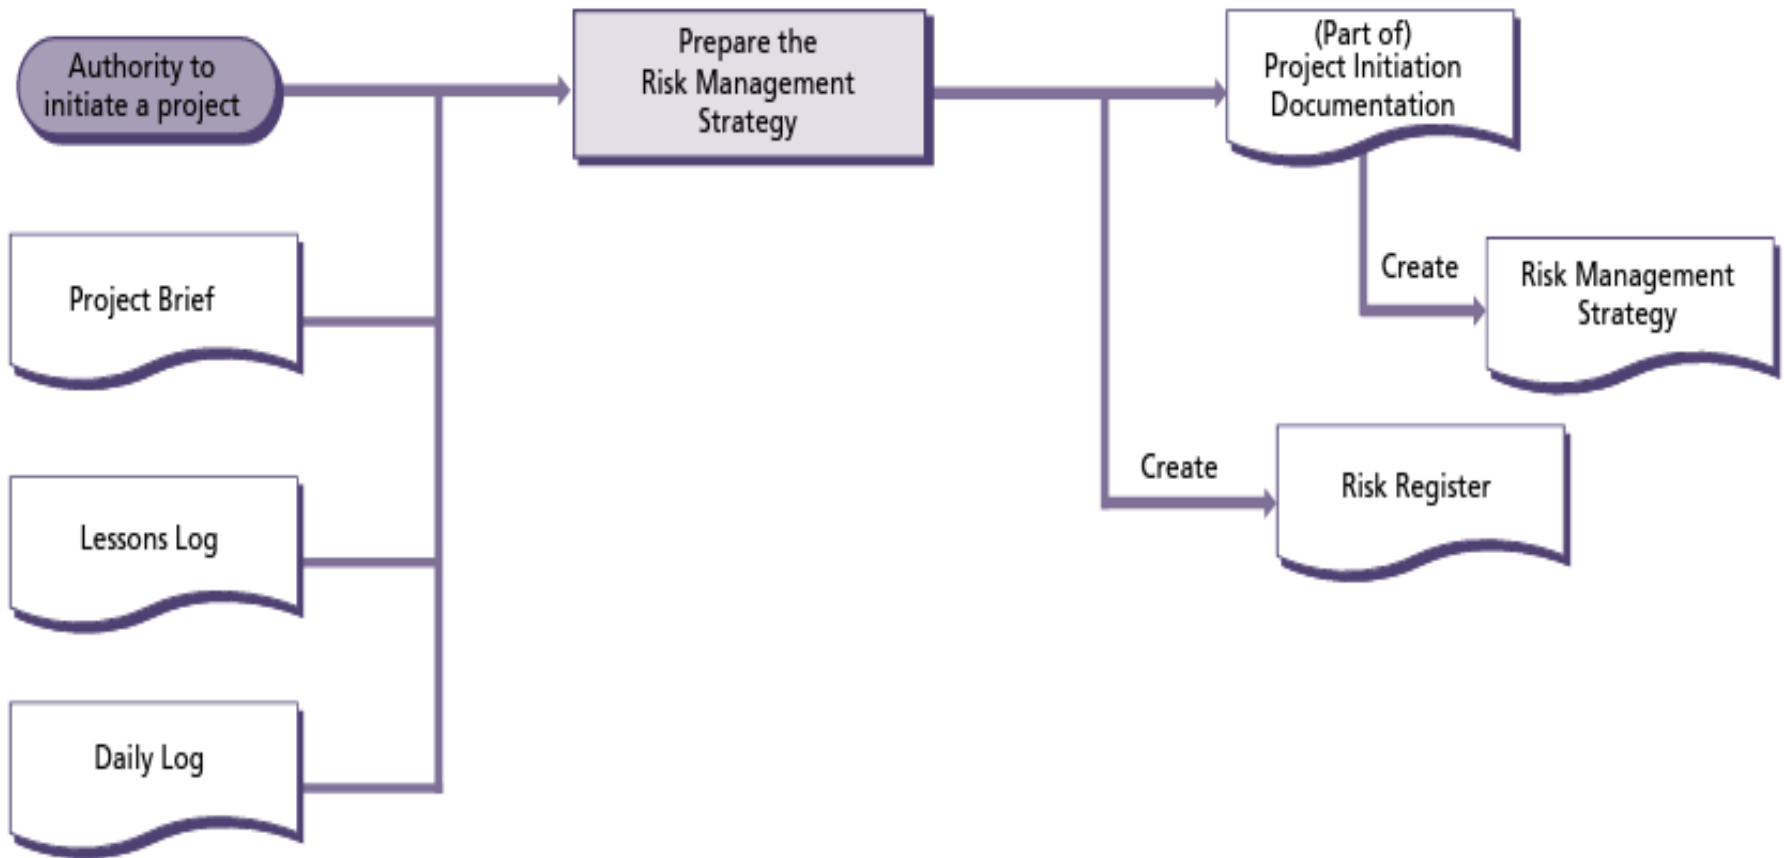 Authority to
initiate a project
Prepare the
Risk Management
Strategy
(Part of)
Project Initiation
Documentation
Project Brief
Create
Risk Management
Strategy
Lessons Log
Create
Risk Register
Daily Log